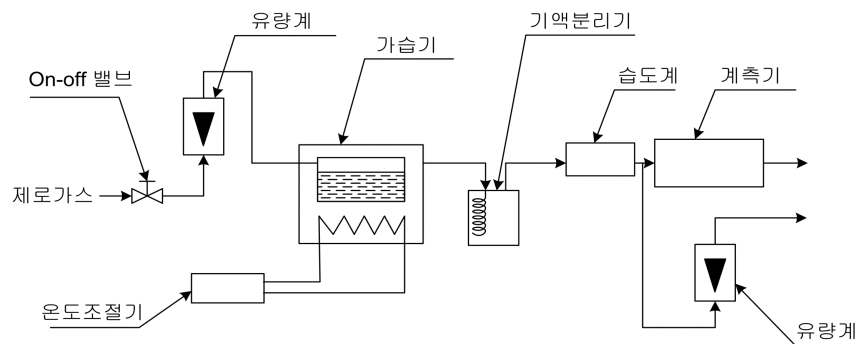 유량계
가습기
기액분리기
On-off 밸브
습도계
계측기
제로가스
온도조절기
유량계